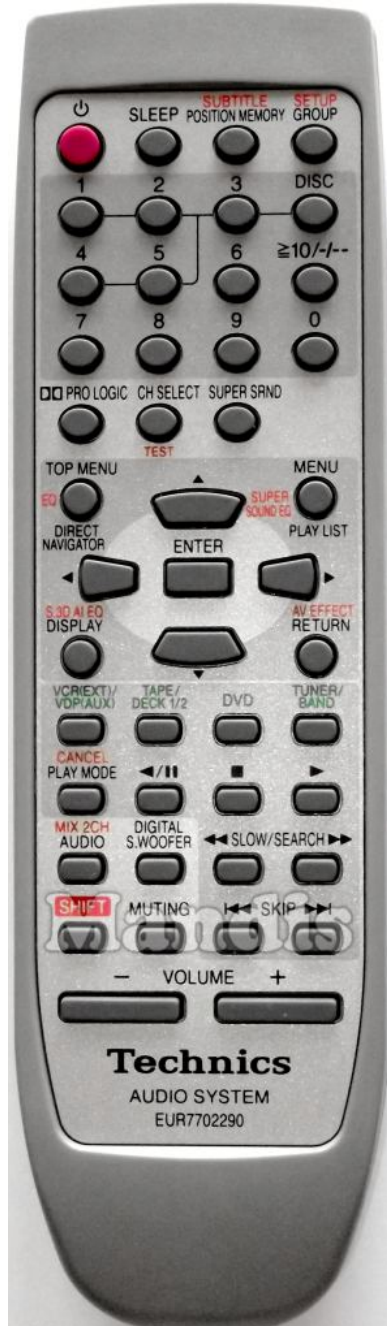 SUBTITLE SETUP
SLEEP POSITION MEMORY GROUP
1 2 3 DISC
4 5 6 ≧10/-/--
7 8 9 0
PRO LOGIC CH SELECT SUPER SRND
TEST
TOP MENU MENU
EQ SUPER
SOUND EQ
DIRECT
NAVIGATOR
PLAY LIST
ENTER
S.3D AI EQ AV EFFECT
DISPLAY RETURN
VCR(EXT)/ TAPE/ DVD TUNER/
VDP(AUX) DECK 1/2 BAND
CANCEL
PLAY MODE ◄/❚❚ ■ ►
MIX 2CH DIGITAL
AUDIO S.WOOFER ◄◄ SLOW/SEARCH ►►
SHIFT MUTING |◄◄ SKIP ►►|
Mandis
− VOLUME +
Technics
AUDIO SYSTEM
EUR7702290